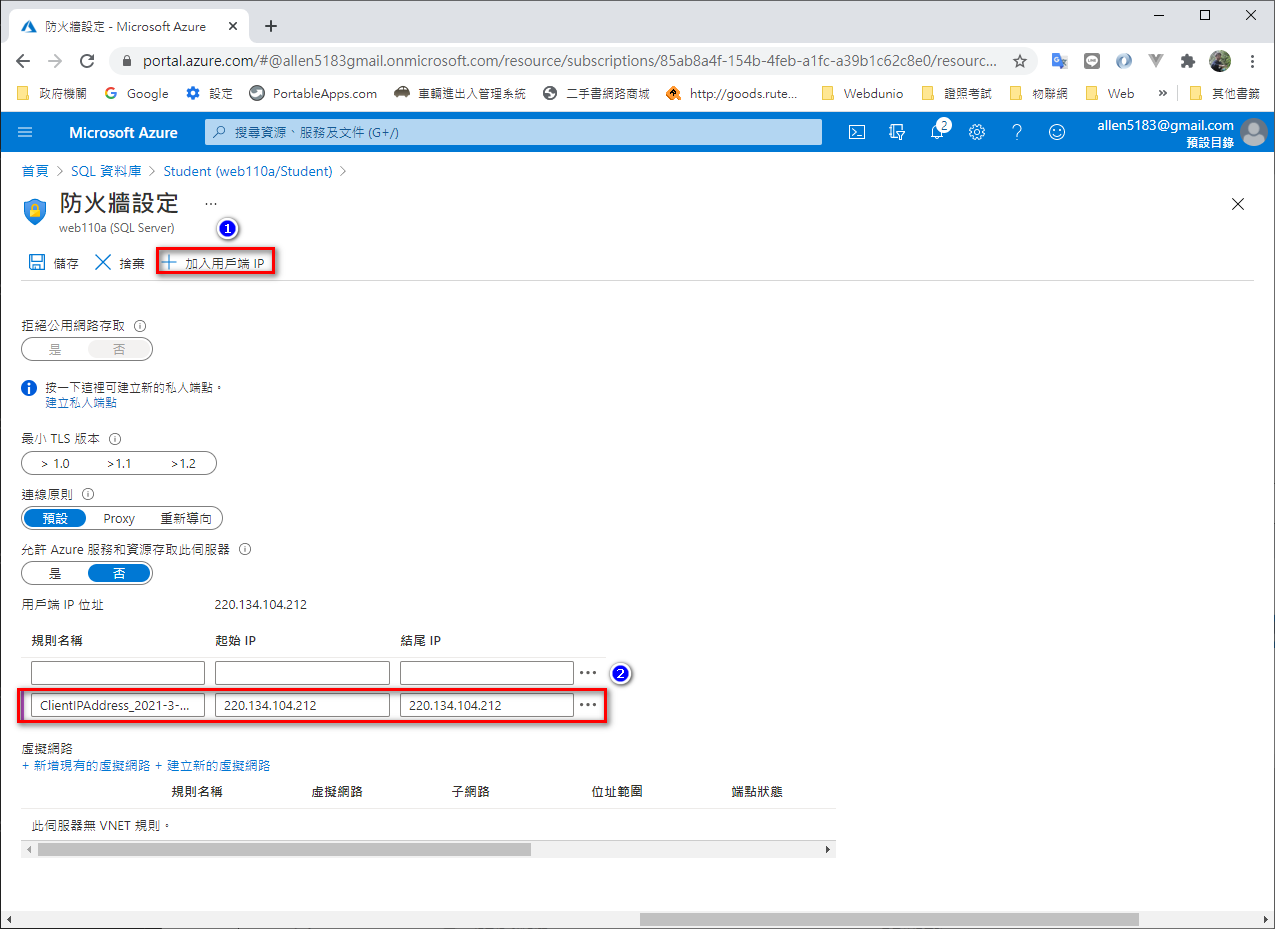 防火牆設定 - Microsoft Azure
portal.azure.com/#@allen5183gmail.onmicrosoft.com/resource/subscriptions/85ab8a4f-154b-4feb-a1fc-a39b1c62c8e0/resourc...
政府機關 Google 設定 PortableApps.com 車輛進出入管理系統 二手書網路商城 http://goods.rute... Webdunio 證照考試 物聯網 Web » 其他書籤
Microsoft Azure 搜尋資源、服務及文件 (G+/) 2 allen5183@gmail.com
預設目錄
首頁 > SQL 資料庫 > Student (web110a/Student) >
防火牆設定 ...
web110a (SQL Server)
1
儲存 捨棄 加入用戶端 IP
拒絕公用網路存取
是 否
按一下這裡可建立新的私人端點。
建立私人端點
最小 TLS 版本
> 1.0 >1.1 >1.2
連線原則
預設 Proxy 重新導向
允許 Azure 服務和資源存取此伺服器
是 否
用戶端 IP 位址 220.134.104.212
規則名稱 起始 IP 結尾 IP
... 2
ClientIPAddress_2021-3-... 220.134.104.212 220.134.104.212 ...
虛擬網路
+ 新增現有的虛擬網路 + 建立新的虛擬網路
規則名稱 虛擬網路 子網路 位址範圍 端點狀態
此伺服器無 VNET 規則。